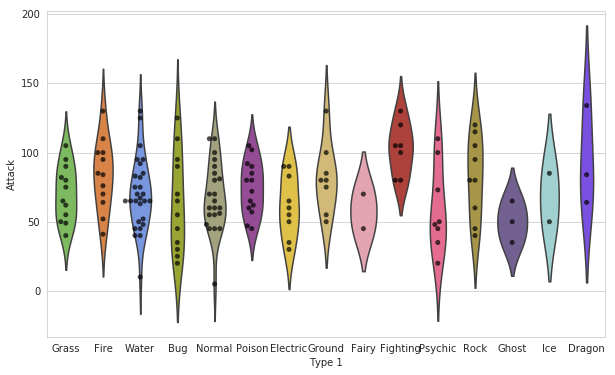 200
150
100
50
0
Attack
Grass Fire Water Bug Normal Poison Electric Ground Fairy Fighting Psychic Rock Ghost Ice Dragon
Type 1